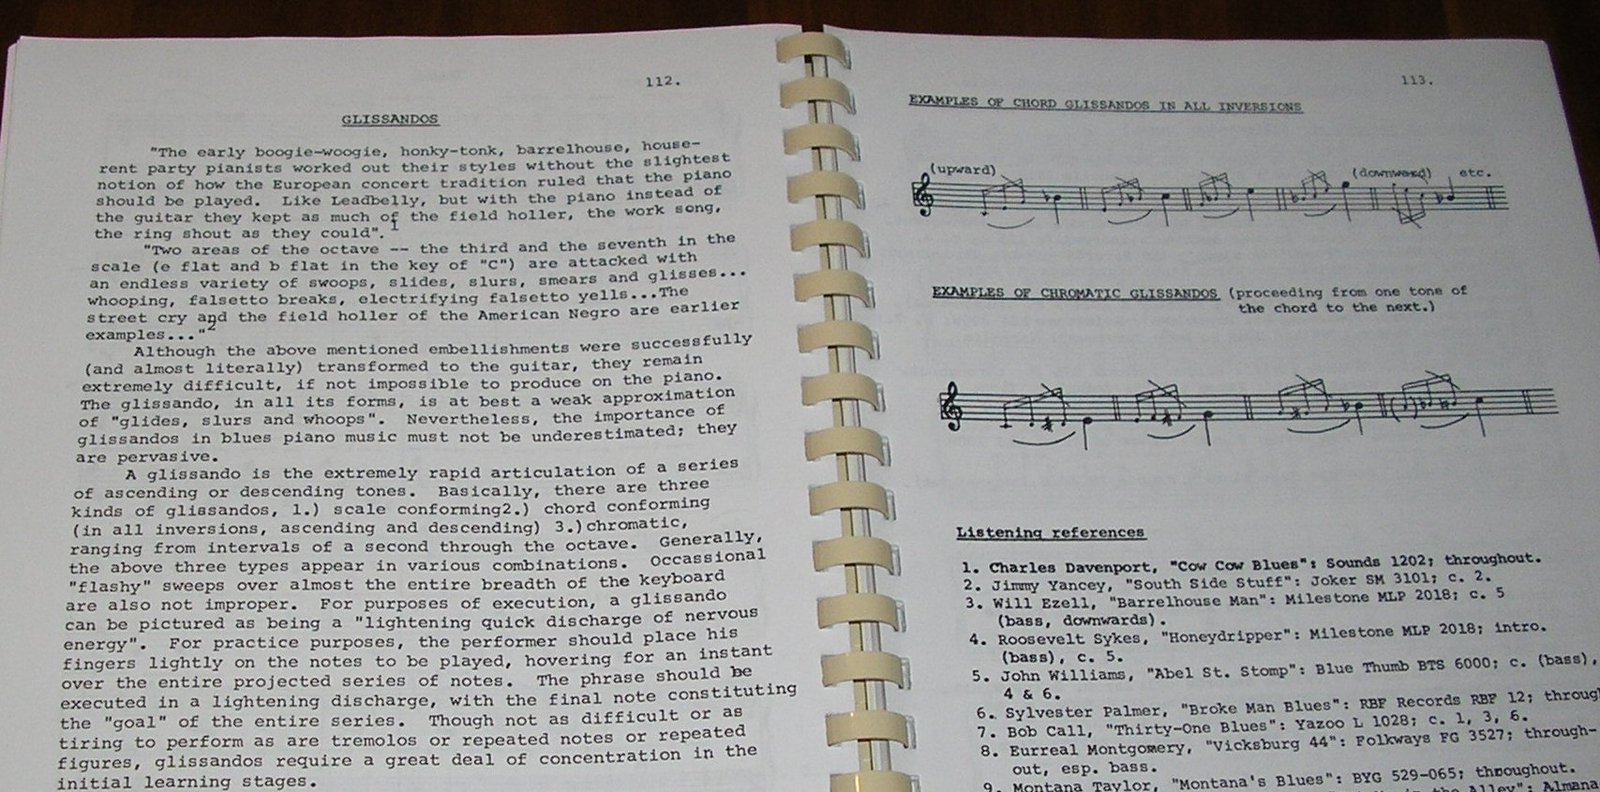 112.
GLISSANDOS
"The early boogie-woogie, honky-tonk, barrelhouse, house-
rent party pianists worked out their styles without the slightest
notion of how the European concert tradition ruled that the piano
should be played. Like Leadbelly, but with the piano instead of
the guitar they kept as much of the field holler, the work song,
the ring shout as they could".1
"Two areas of the octave -- the third and the seventh in the
scale (e flat and b flat in the key of "C") are attacked with
an endless variety of swoops, slides, slurs, smears and glisses...
whooping, falsetto breaks, electrifying falsetto yells...The
street cry and the field holler of the American Negro are earlier
examples..."2
Although the above mentioned embellishments were successfully
(and almost literally) transformed to the guitar, they remain
extremely difficult, if not impossible to produce on the piano.
The glissando, in all its forms, is at best a weak approximation
of "glides, slurs and whoops". Nevertheless, the importance of
glissandos in blues piano music must not be underestimated; they
are pervasive.
A glissando is the extremely rapid articulation of a series
of ascending or descending tones. Basically, there are three
kinds of glissandos, 1.) scale conforming2.) chord conforming
(in all inversions, ascending and descending) 3.)chromatic,
ranging from intervals of a second through the octave. Generally,
the above three types appear in various combinations. Occassional
"flashy" sweeps over almost the entire breadth of the keyboard
are also not improper. For purposes of execution, a glissando
can be pictured as being a "lightening quick discharge of nervous
energy". For practice purposes, the performer should place his
fingers lightly on the notes to be played, hovering for an instant
over the entire projected series of notes. The phrase should be
executed in a lightening discharge, with the final note constituting
the "goal" of the entire series. Though not as difficult or as
tiring to perform as are tremolos or repeated notes or repeated
figures, glissandos require a great deal of concentration in the
initial learning stages.
113.
EXAMPLES OF CHORD GLISSANDOS IN ALL INVERSIONS
(upward) (downward) etc.
EXAMPLES OF CHROMATIC GLISSANDOS (proceeding from one tone of
the chord to the next.)
Listening references
1. Charles Davenport, "Cow Cow Blues": Sounds 1202; throughout.
2. Jimmy Yancey, "South Side Stuff": Joker SM 3101; c. 2.
3. Will Ezell, "Barrelhouse Man": Milestone MLP 2018; c. 5
(bass, downwards).
4. Roosevelt Sykes, "Honeydripper": Milestone MLP 2018; intro.
(bass), c. 5.
5. John Williams, "Abel St. Stomp": Blue Thumb BTS 6000; c. (bass),
4 & 6.
6. Sylvester Palmer, "Broke Man Blues": RBF Records RBF 12; throug
7. Bob Call, "Thirty-One Blues": Yazoo L 1028; c. 1, 3, 6.
8. Eurreal Montgomery, "Vicksburg 44": Folkways FG 3527; through-
out, esp. bass.
9. Montana Taylor, "Montana's Blues": BYG 529-065; throughout.
the Alley": Almana